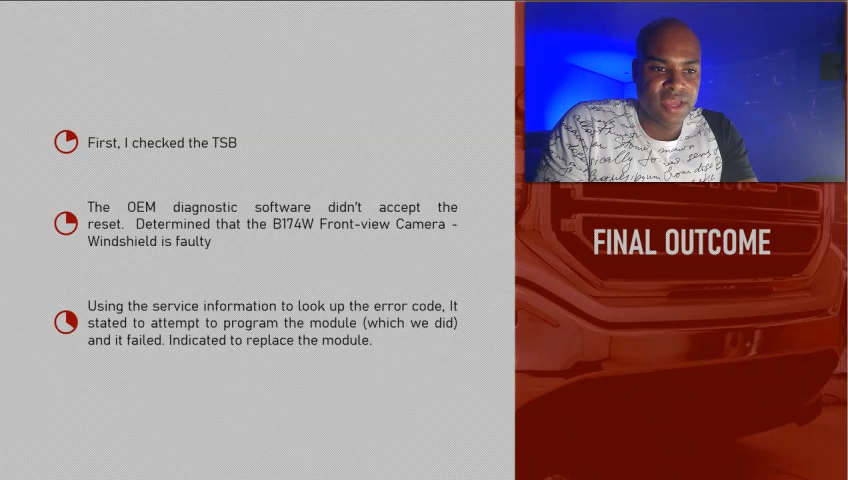 First, I checked the TSB
The OEM diagnostic software didn't accept the
reset. Determined that the B174W Front-view Camera -
Windshield is faulty
Using the service information to look up the error code, It
stated to attempt to program the module (which we did)
and it failed. Indicated to replace the module.
FINAL OUTCOME